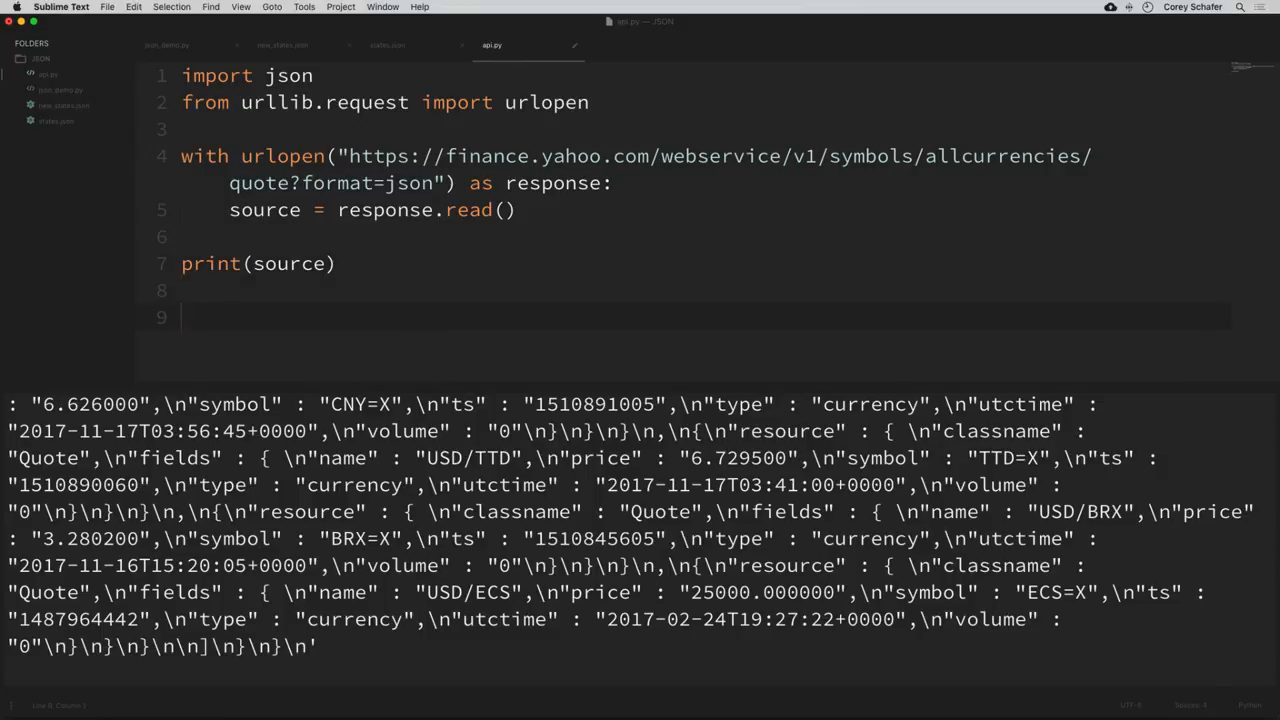 Sublime Text File Edit Selection Find View Goto Tools Project Window Help Corey Schafer
api.py — JSON
FOLDERS
JSON
api.py
json_demo.py
new_states.json
states.json
json_demo.py new_states.json states.json api.py
1 import json
2 from urllib.request import urlopen
3
4 with urlopen("https://finance.yahoo.com/webservice/v1/symbols/allcurrencies/
quote?format=json") as response:
5 source = response.read()
6
7 print(source)
8
9
: "6.626000",\n"symbol" : "CNY=X",\n"ts" : "1510891005",\n"type" : "currency",\n"utctime" :
"2017-11-17T03:56:45+0000",\n"volume" : "0"\n}\n}\n}\n,\n{\n"resource" : { \n"classname" :
"Quote",\n"fields" : { \n"name" : "USD/TTD",\n"price" : "6.729500",\n"symbol" : "TTD=X",\n"ts" :
"1510890060",\n"type" : "currency",\n"utctime" : "2017-11-17T03:41:00+0000",\n"volume" :
"0"\n}\n}\n}\n,\n{\n"resource" : { \n"classname" : "Quote",\n"fields" : { \n"name" : "USD/BRX",\n"price"
: "3.280200",\n"symbol" : "BRX=X",\n"ts" : "1510845605",\n"type" : "currency",\n"utctime" :
"2017-11-16T15:20:05+0000",\n"volume" : "0"\n}\n}\n}\n,\n{\n"resource" : { \n"classname" :
"Quote",\n"fields" : { \n"name" : "USD/ECS",\n"price" : "25000.000000",\n"symbol" : "ECS=X",\n"ts" :
"1487964442",\n"type" : "currency",\n"utctime" : "2017-02-24T19:27:22+0000",\n"volume" :
"0"\n}\n}\n}\n\n]\n}\n}\n'
UTF-8 Python